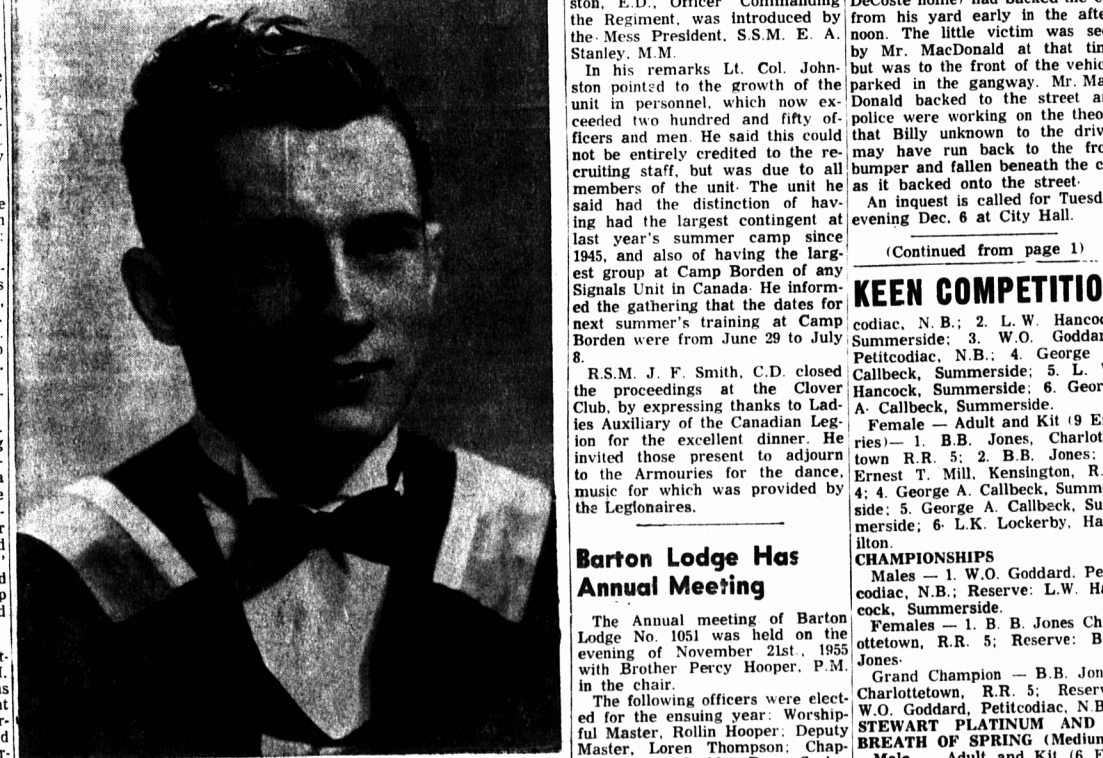 ston, E.D., Officer Commanding
the Regiment, was introduced by
the Mess President, S.S.M. E. A.
Stanley, M.M.
In his remarks Lt. Col. John-
ston pointed to the growth of the
unit in personnel, which now ex-
ceeded two hundred and fifty of-
ficers and men. He said this could
not be entirely credited to the re-
cruiting staff, but was due to all
members of the unit. The unit he
said had the distinction of hav-
ing had the largest contingent at
last year's summer camp since
1945, and also of having the larg-
est group at Camp Borden of any
Signals Unit in Canada. He inform-
ed the gathering that the dates for
next summer's training at Camp
Borden were from June 29 to July
8.
R.S.M. J. F. Smith, C.D. closed
the proceedings at the Clover
Club, by expressing thanks to Lad-
ies Auxiliary of the Canadian Leg-
ion for the excellent dinner. He
invited those present to adjourn
to the Armouries for the dance,
music for which was provided by
the Legionaires.
Barton Lodge Has
Annual Meeting
The Annual meeting of Barton
Lodge No. 1051 was held on the
evening of November 21st., 1955
with Brother Percy Hooper, P.M.
in the chair.
The following officers were elect-
ed for the ensuing year: Worship-
ful Master, Rollin Hooper; Deputy
Master, Loren Thompson; Chap-
DeCoste home) had backed the
from his yard early in the afte
noon. The little victim was se
by Mr. MacDonald at that tim
but was to the front of the vehic
parked in the gangway. Mr. Ma
Donald backed to the street a
police were working on the theo
that Billy unknown to the driv
may have run back to the fro
bumper and fallen beneath the c
as it backed onto the street.
An inquest is called for Tuesd
evening Dec. 6 at City Hall.
(Continued from page 1)
KEEN COMPETITIO
codiac, N. B.; 2. L. W. Hancoc
Summerside; 3. W.O. Goddar
Petitcodiac, N.B.; 4. George
Callbeck, Summerside; 5. L.
Hancock, Summerside; 6. Geor
A. Callbeck, Summerside.
Female — Adult and Kit (9 E
ries)— 1. B.B. Jones, Charlot
town R.R. 5; 2. B.B. Jones;
Ernest T. Mill, Kensington, R.
4; 4. George A. Callbeck, Summ
side; 5. George A. Callbeck, Su
merside; 6. L.K. Lockerby, Ha
ilton.
CHAMPIONSHIPS
Males — 1. W.O. Goddard, Pe
codiac, N.B.; Reserve: L.W. Ha
cock, Summerside.
Females — 1. B. B. Jones Ch
ottetown, R.R. 5; Reserve: B
Jones.
Grand Champion — B.B. Jon
Charlottetown, R.R. 5; Reserv
W.O. Goddard, Petitcodiac, N.B
STEWART PLATINUM AND
BREATH OF SPRING (Medium
Male — Adult and Kit (6 E